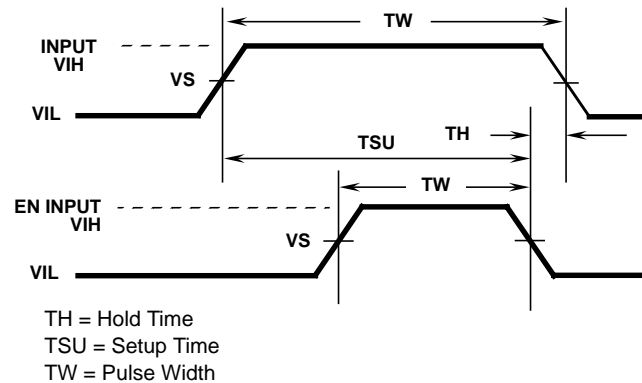 TW
INPUT
VIH
VS
VIL
TH
TSU
TW
EN INPUT
VIH
VS
VIL
TH = Hold Time
TSU = Setup Time
TW = Pulse Width